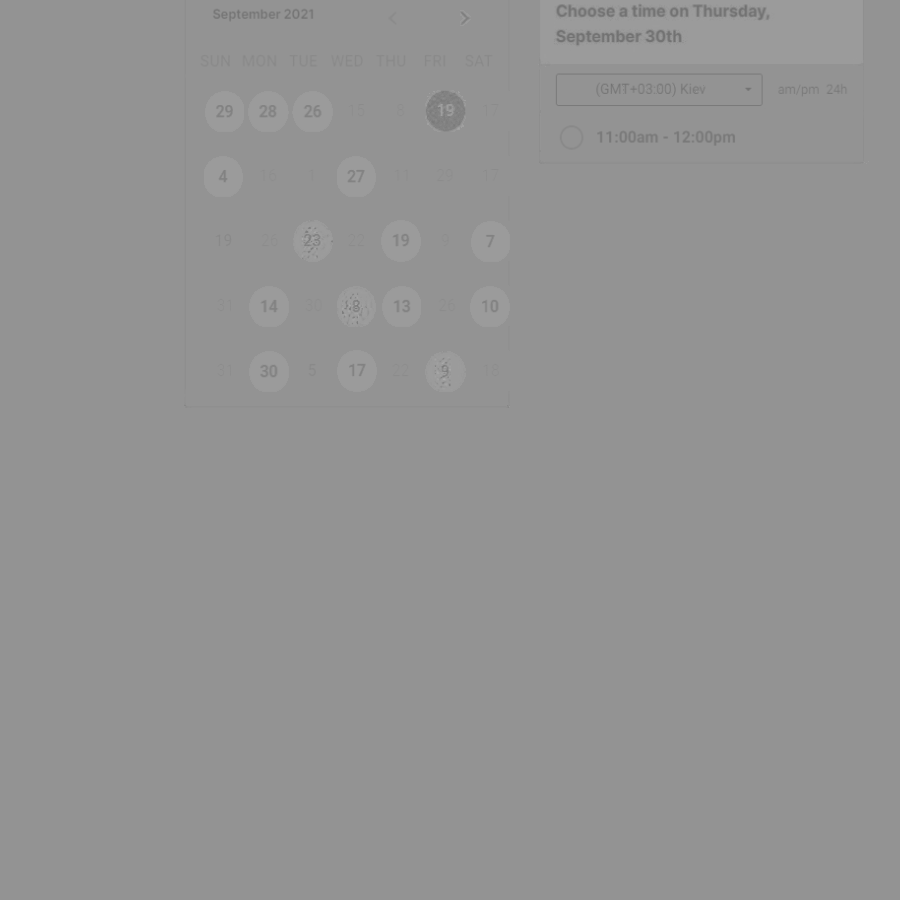 September 2021
SUN MON TUE WED THU FRI SAT
29 28 26 15 8 19 17
4 16 1 27 11 23 17
19 25 23 22 19 7
31 14 30 13 26 10
31 30 5 17 22 9 18
Choose a time on Thursday,
September 30th
(GMT+03:00) Kiev am/pm 24h
11:00am - 12:00pm